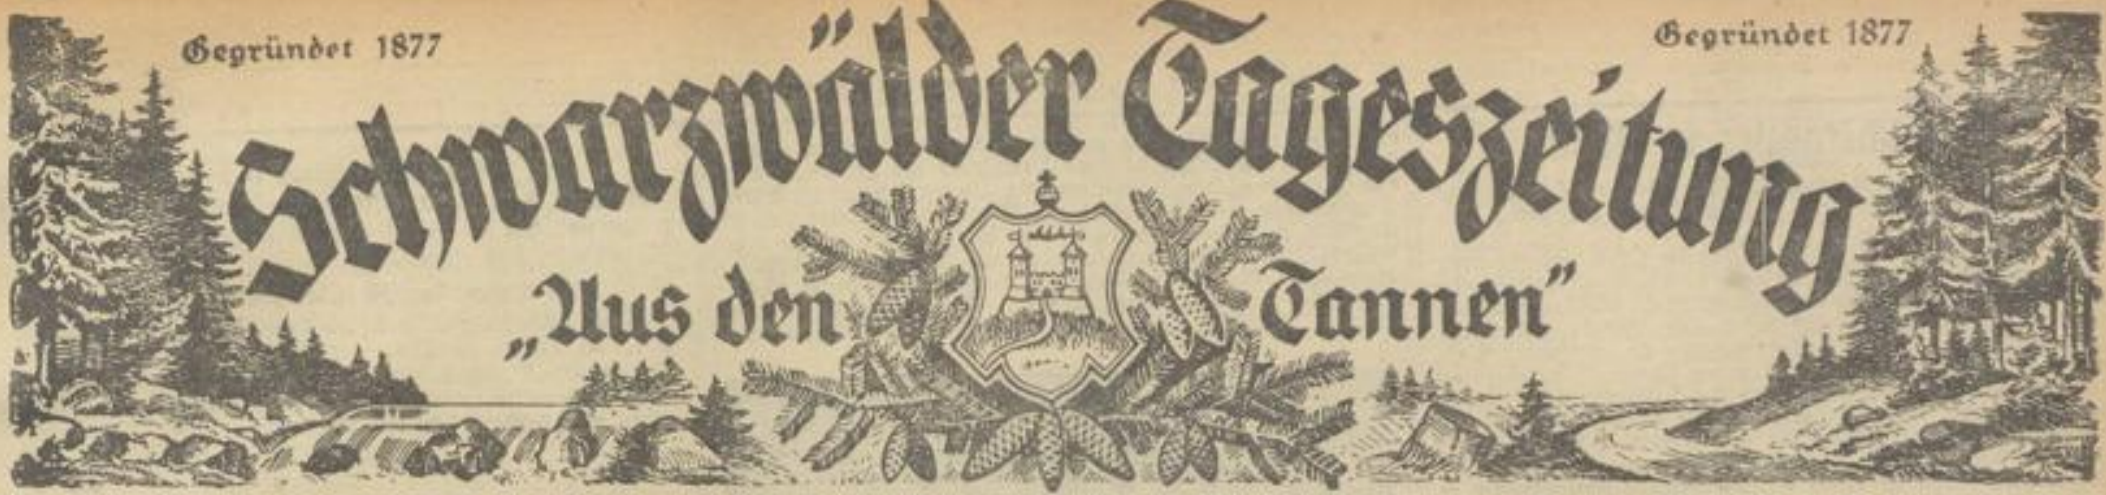 Gegründet 1877
Gegründet 1877
Schwarzwälder Tageszeitung
„Aus den Tannen“